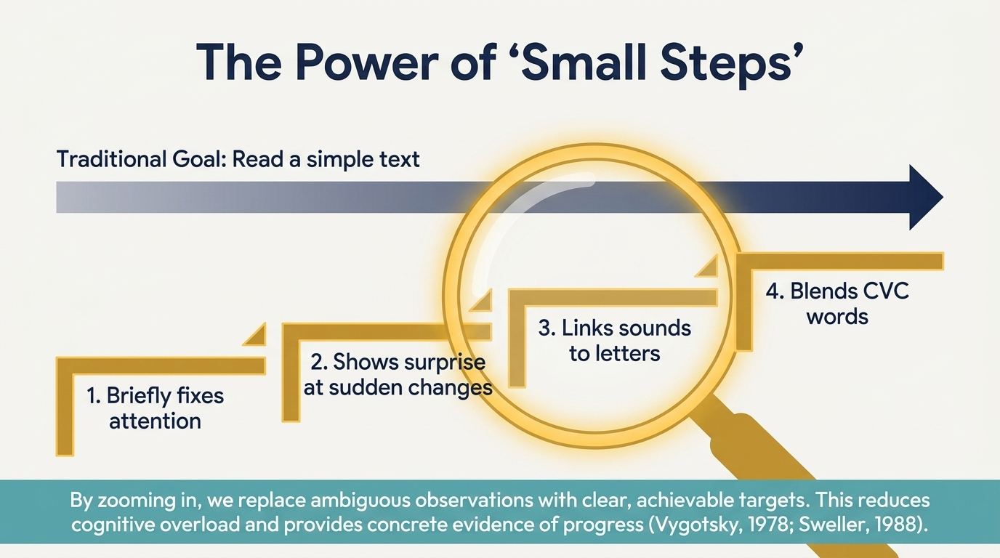 The Power of ‘Small Steps’
Traditional Goal: Read a simple text
1. Briefly fixes
attention
2. Shows surprise
at sudden changes
3. Links sounds
to letters
4. Blends CVC
words
By zooming in, we replace ambiguous observations with clear, achievable targets. This reduces
cognitive overload and provides concrete evidence of progress (Vygotsky, 1978; Sweller, 1988).